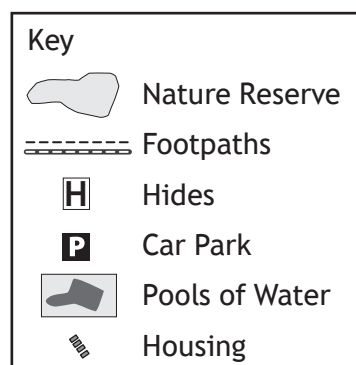 Key
Nature Reserve
Footpaths
H Hides
P Car Park
Pools of Water
Housing